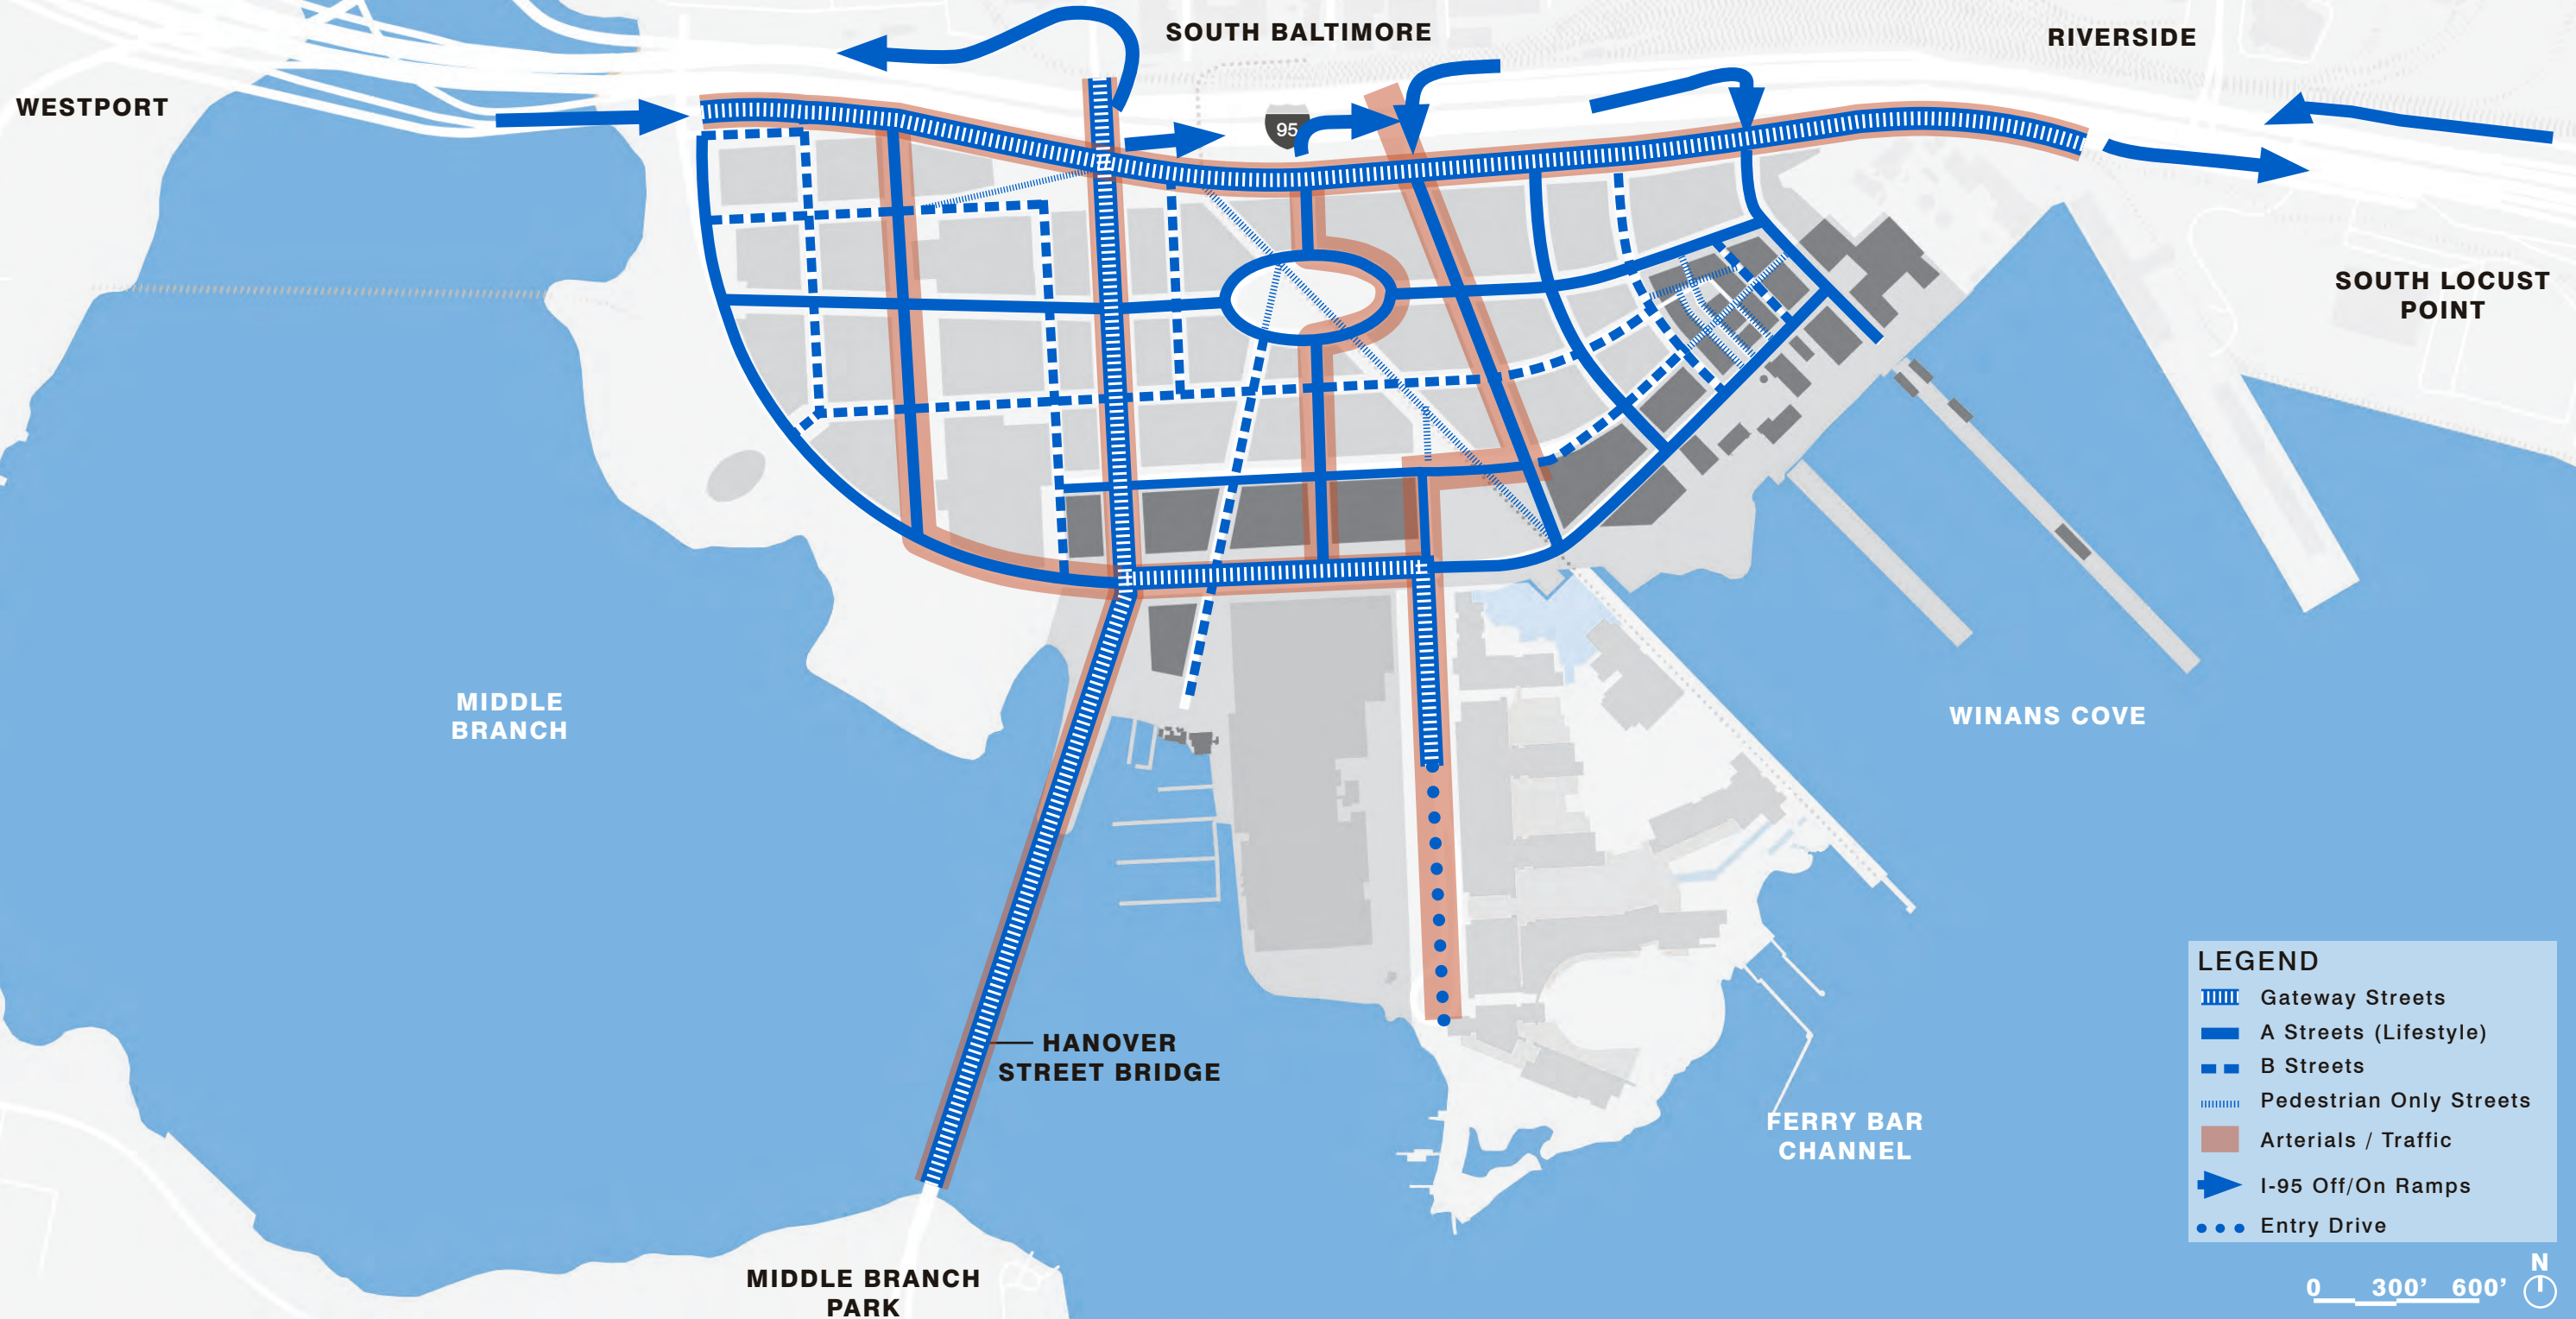 SOUTH BALTIMORE
RIVERSIDE
WESTPORT
95
SOUTH LOCUST
POINT
MIDDLE
BRANCH
WINANS COVE
HANOVER
STREET BRIDGE
FERRY BAR
CHANNEL
MIDDLE BRANCH
PARK
LEGEND
Gateway Streets
A Streets (Lifestyle)
B Streets
Pedestrian Only Streets
Arterials / Traffic
I-95 Off/On Ramps
Entry Drive
N
0 300’ 600’